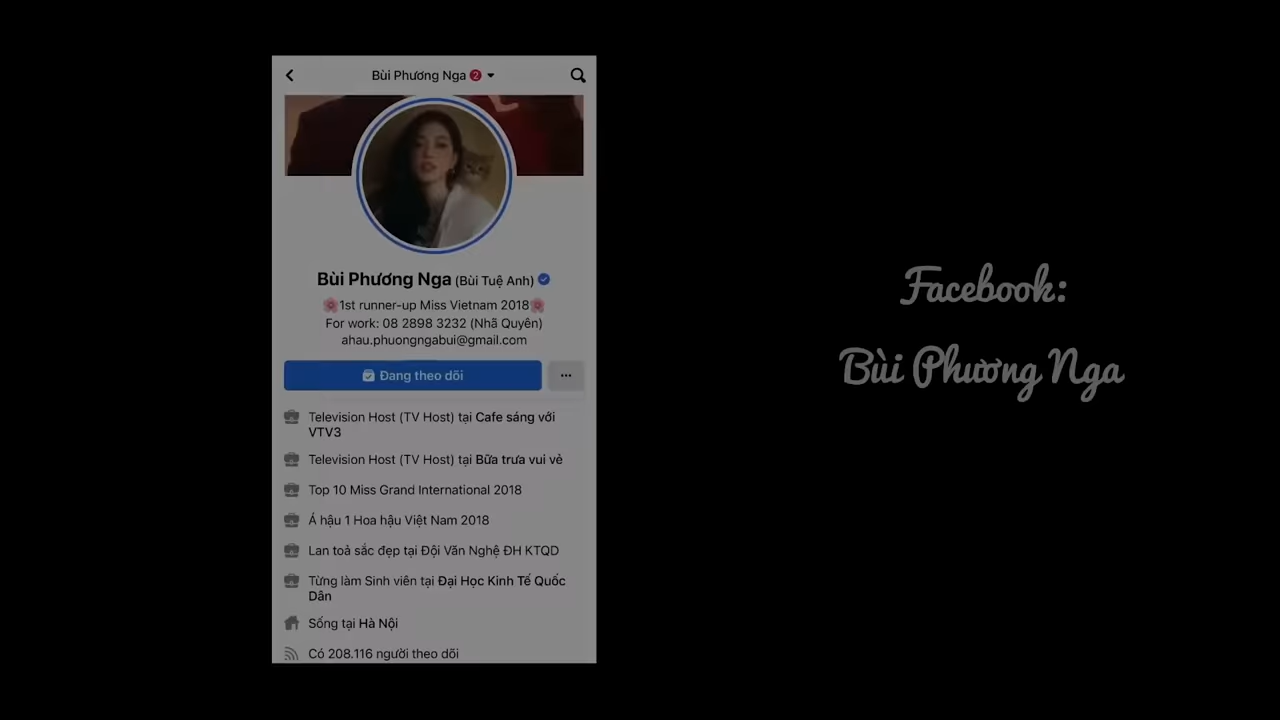 Bùi Phương Nga 2
Bùi Phương Nga (Bùi Tuệ Anh)
🌸1st runner-up Miss Vietnam 2018🌸
For work: 08 2898 3232 (Nhã Quyên)
ahau.phuongngabui@gmail.com
Đang theo dõi
Television Host (TV Host) tại Cafe sáng với
VTV3
Television Host (TV Host) tại Bữa trưa vui vẻ
Top 10 Miss Grand International 2018
Á hậu 1 Hoa hậu Việt Nam 2018
Lan toả sắc đẹp tại Đội Văn Nghệ ĐH KTQD
Từng làm Sinh viên tại Đại Học Kinh Tế Quốc
Dân
Sống tại Hà Nội
Có 208.116 người theo dõi
Facebook:
Bùi Phương Nga